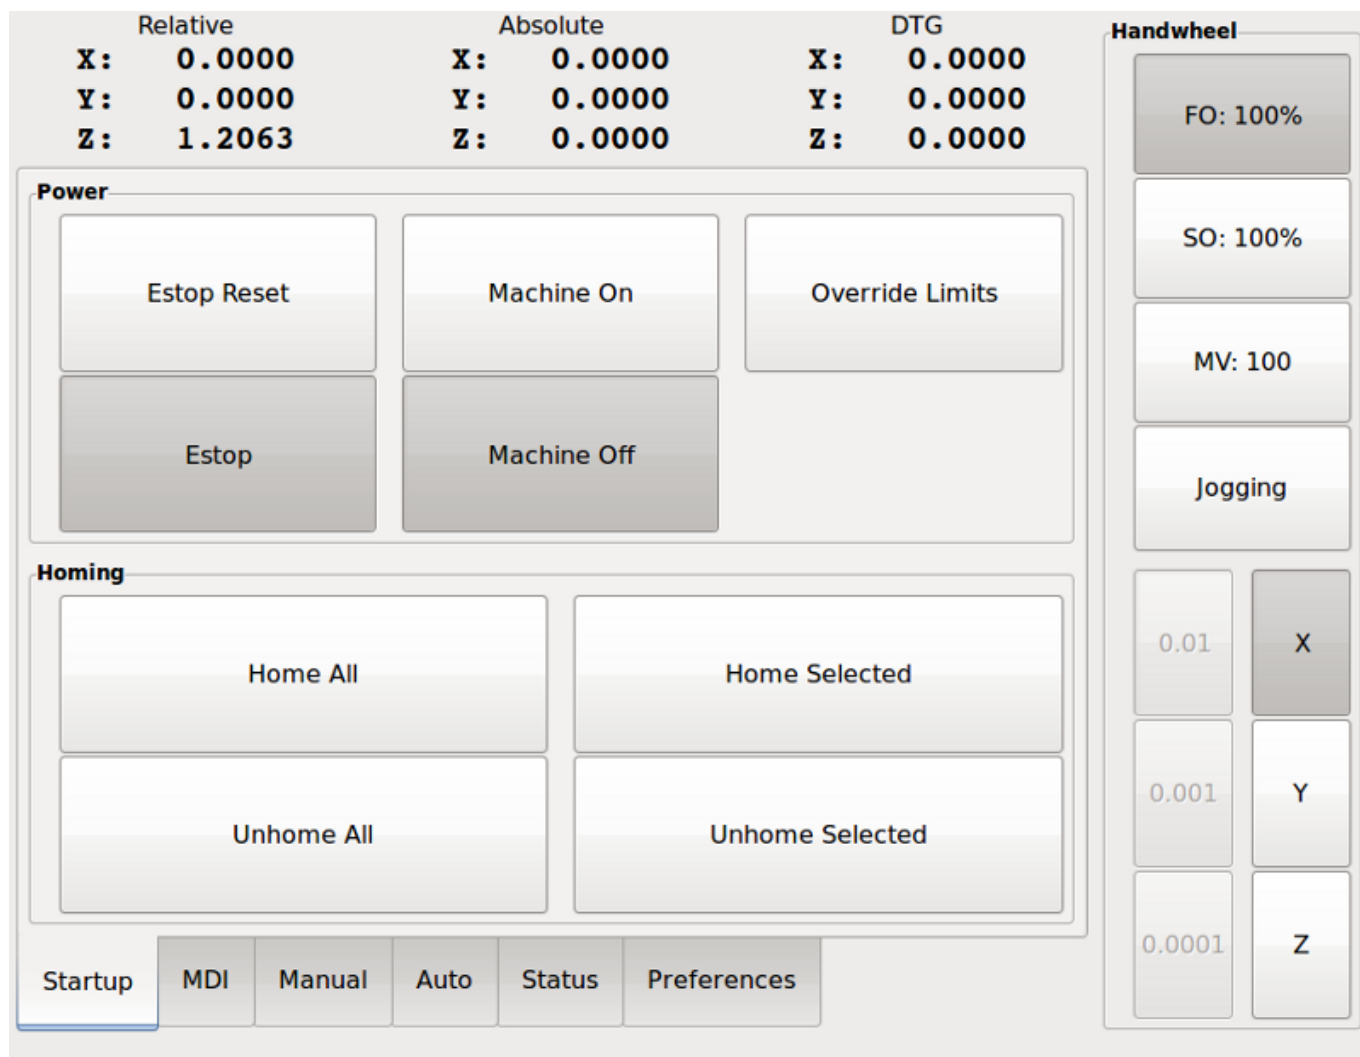 Relative Absolute DTG
X: 0.0000 X: 0.0000 X: 0.0000
Y: 0.0000 Y: 0.0000 Y: 0.0000
Z: 1.2063 Z: 0.0000 Z: 0.0000
Power
Estop Reset Machine On Override Limits
Estop Machine Off
Homing
Home All Home Selected
Unhome All Unhome Selected
Startup MDI Manual Auto Status Preferences
Handwheel
FO: 100%
SO: 100%
MV: 100
Jogging
0.01 X
0.001 Y
0.0001 Z